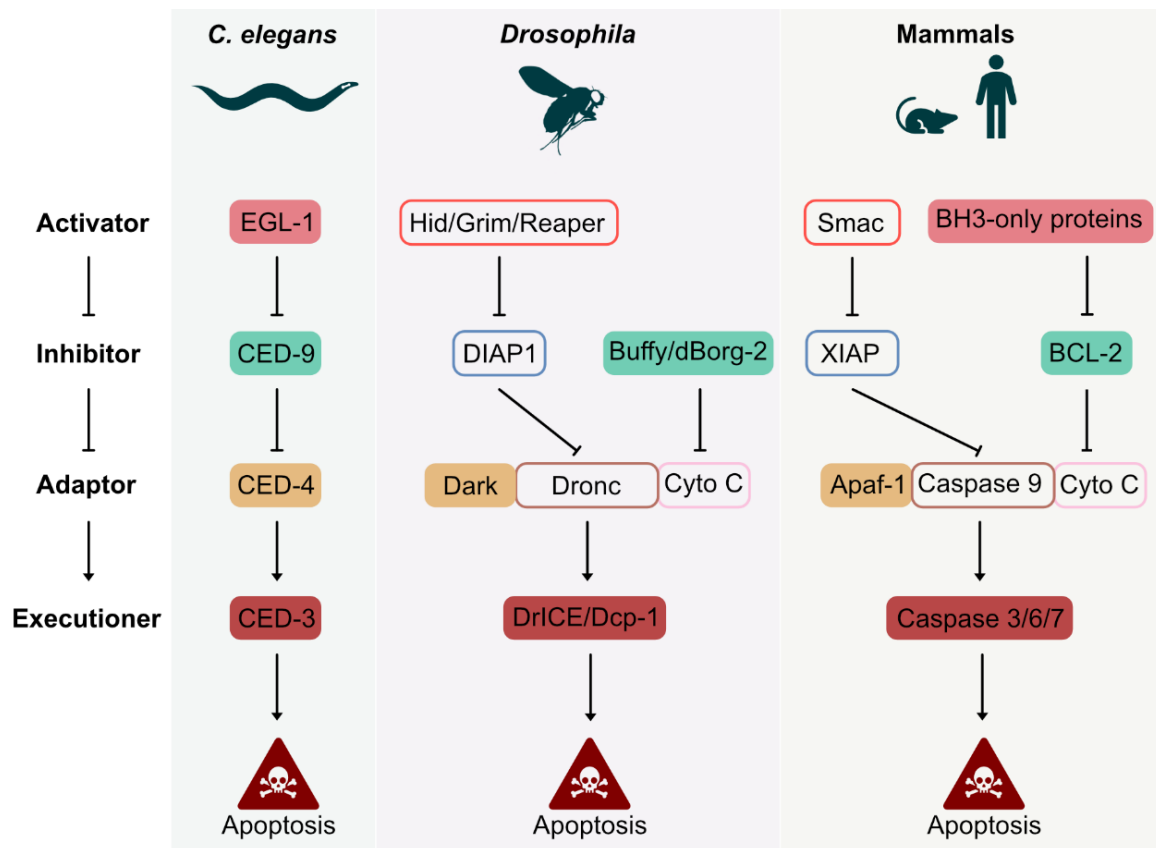 C. elegans
Drosophila
Mammals
Activator
EGL-1
Hid/Grim/Reaper
Smac
BH3-only proteins
Inhibitor
CED-9
DIAP1
Buffy/dBorg-2
XIAP
BCL-2
Adaptor
CED-4
Dark
Dronc
Cyto C
Apaf-1
Caspase 9
Cyto C
Executioner
CED-3
DrICE/Dcp-1
Caspase 3/6/7
Apoptosis
Apoptosis
Apoptosis